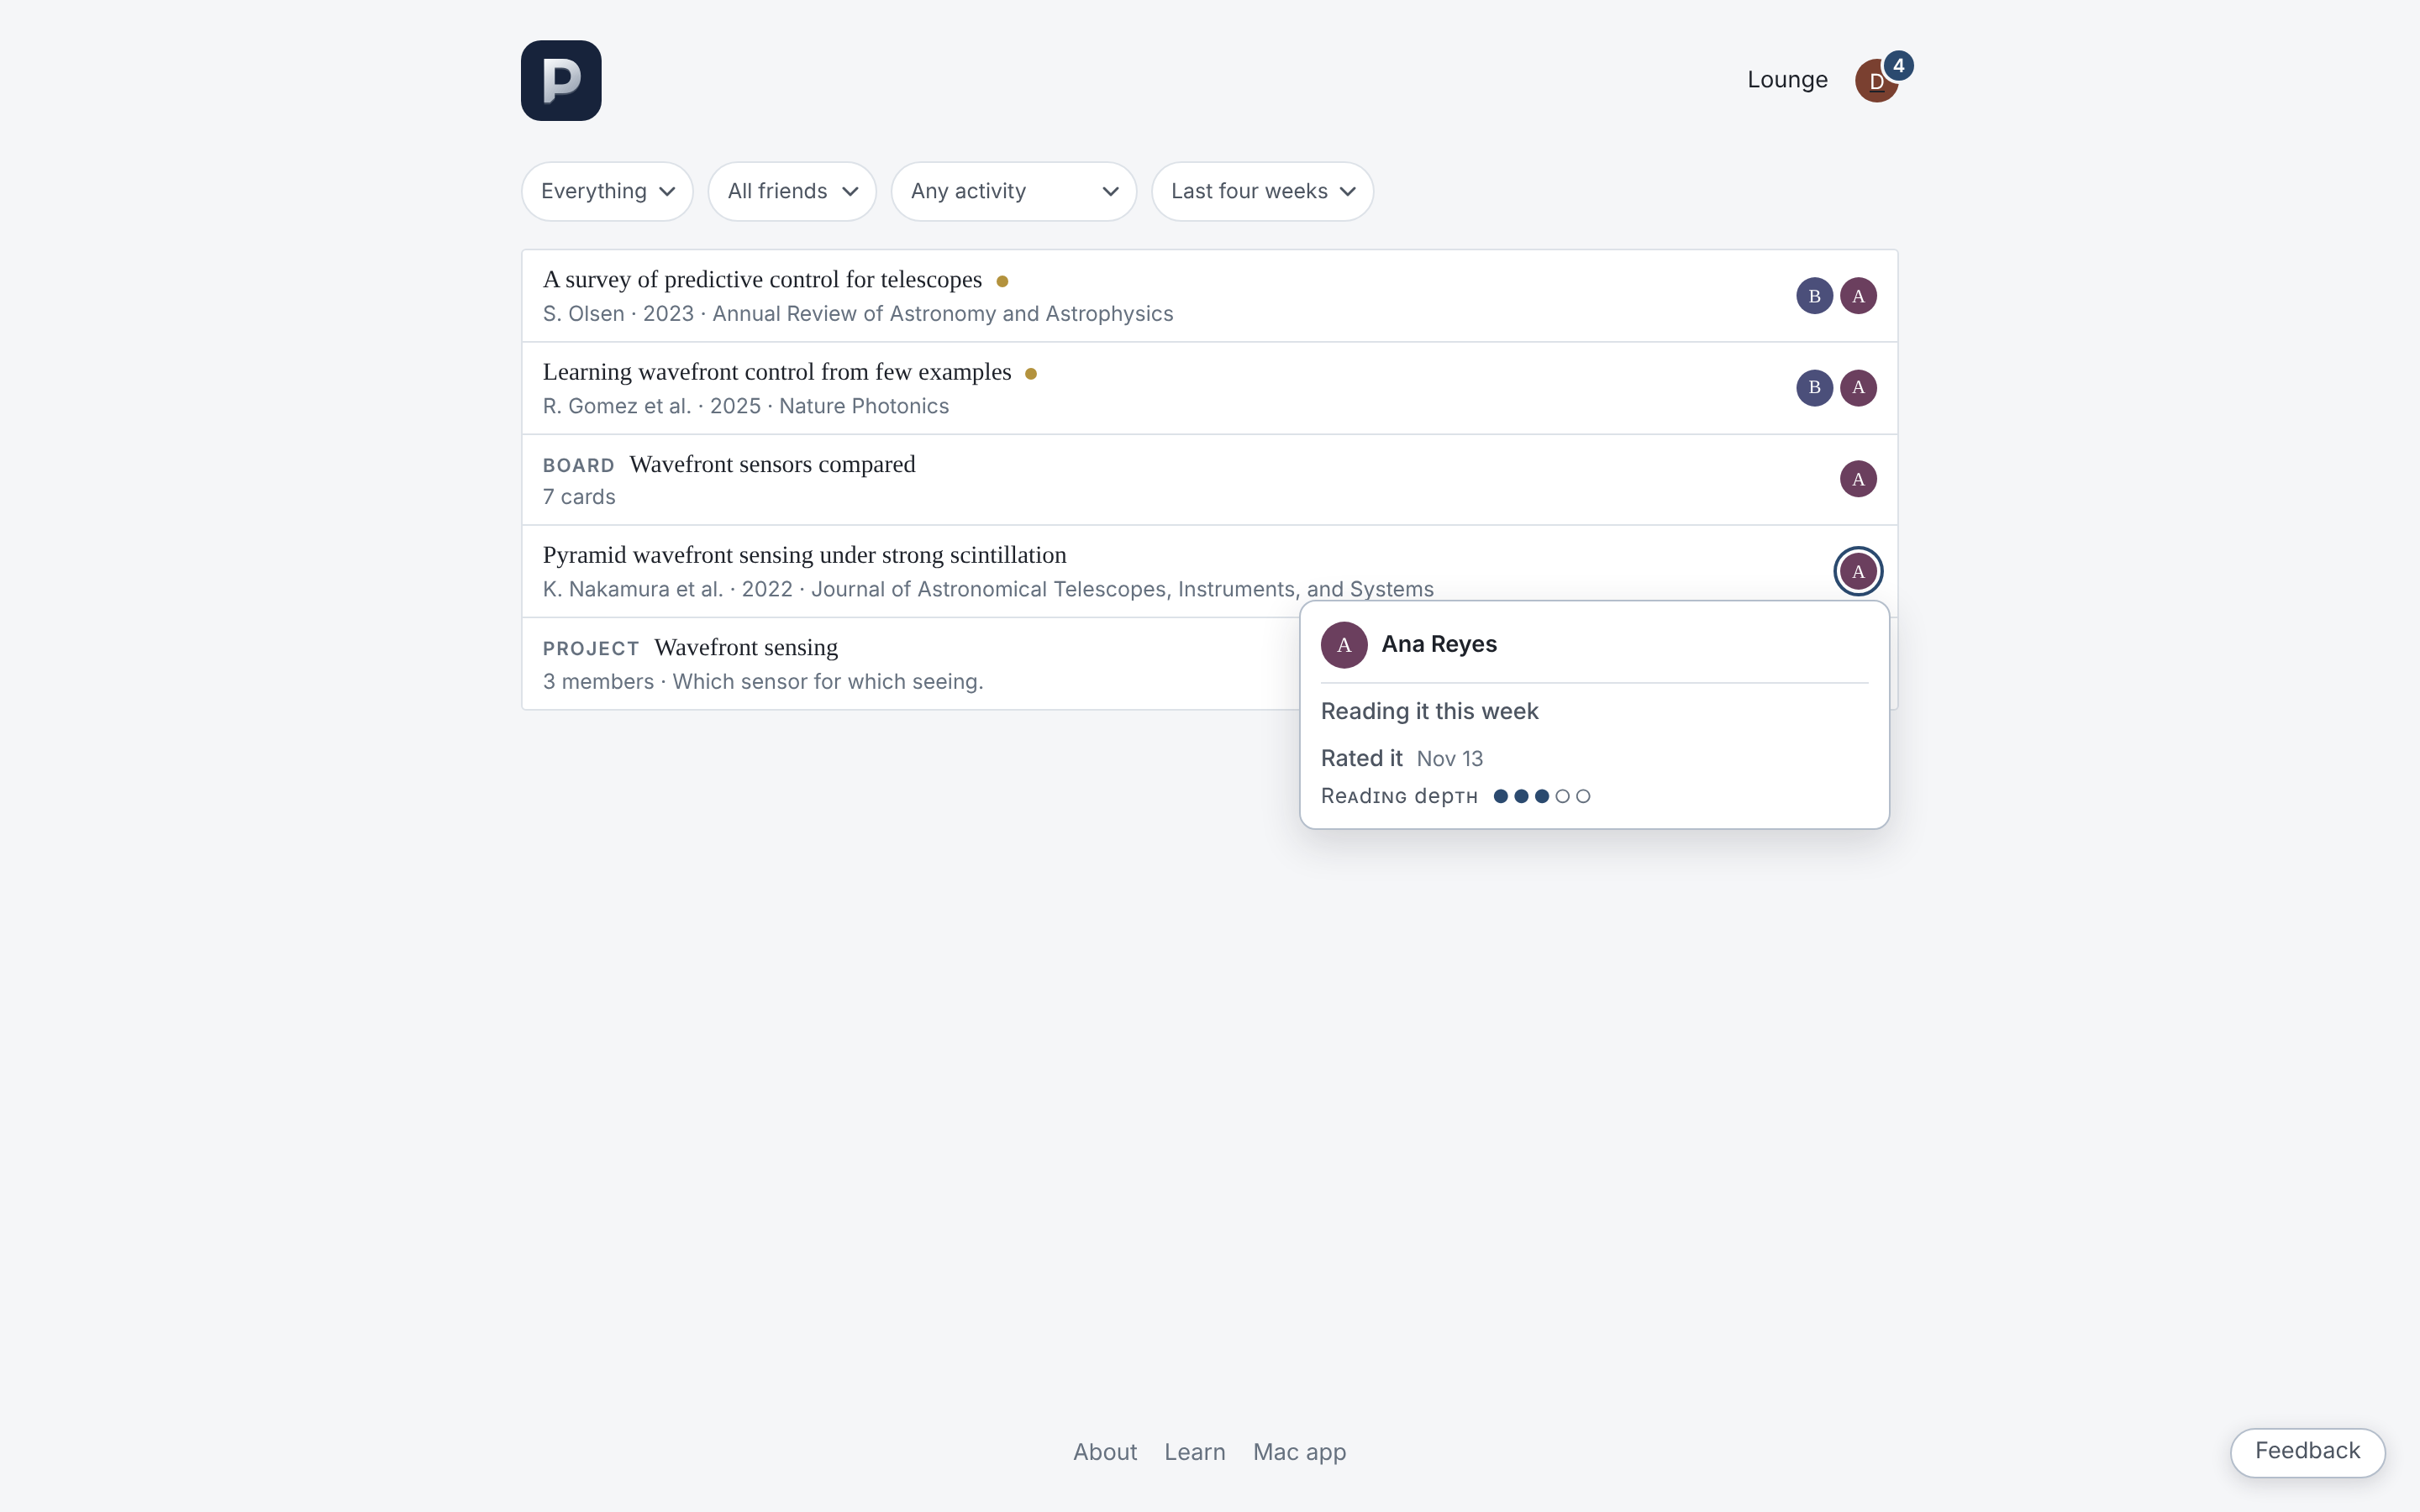 P
Lounge
D
4
Everything
All friends
Any activity
Last four weeks
A survey of predictive control for telescopes
S. Olsen · 2023 · Annual Review of Astronomy and Astrophysics
B
A
Learning wavefront control from few examples
R. Gomez et al. · 2025 · Nature Photonics
B
A
BOARD Wavefront sensors compared
7 cards
A
Pyramid wavefront sensing under strong scintillation
K. Nakamura et al. · 2022 · Journal of Astronomical Telescopes, Instruments, and Systems
A
PROJECT Wavefront sensing
3 members · Which sensor for which seeing.
A
Ana Reyes
Reading it this week
Rated it Nov 13
Reᴀdɪɴɢ depᴛʜ
About
Learn
Mac app
Feedback